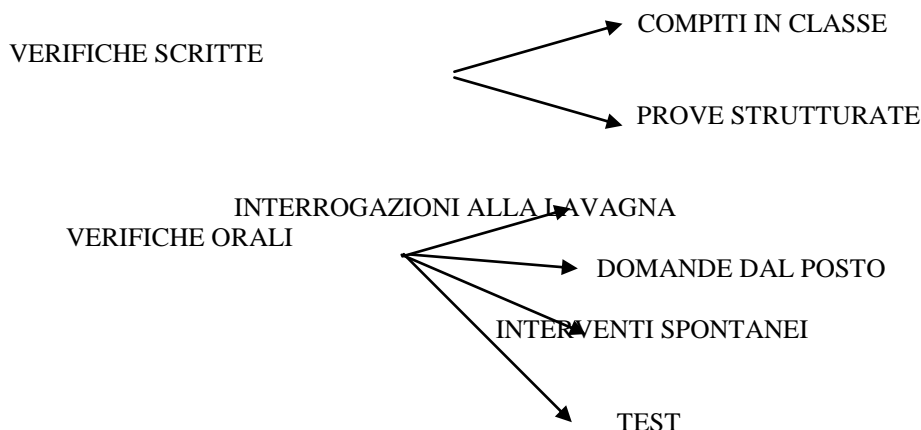 COMPITI IN CLASSE
VERIFICHE SCRITTE
PROVE STRUTTURATE
INTERROGAZIONI ALLA LAVAGNA
VERIFICHE ORALI
DOMANDE DAL POSTO
INTERVENTI SPONTANEI
TEST